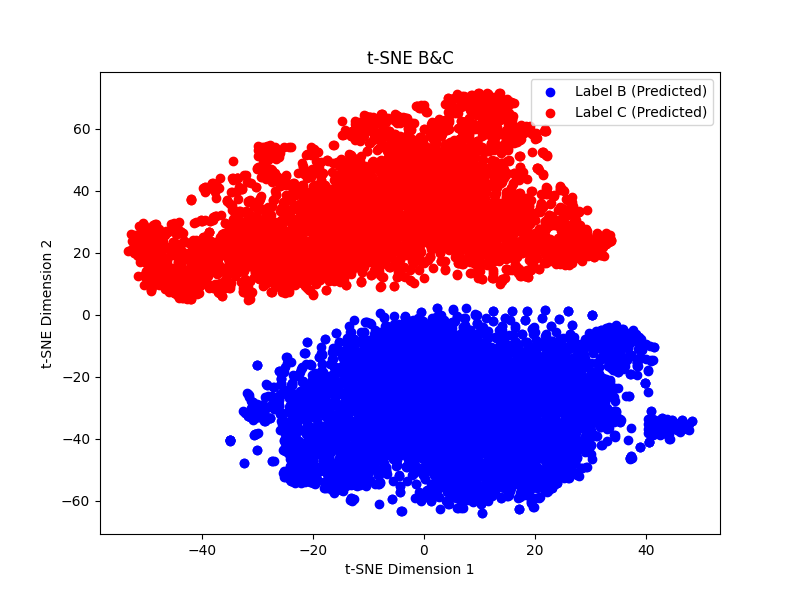 t-SNE B&C
Label B (Predicted)
Label C (Predicted)
60
40
20
0
−20
−40
−60
t-SNE Dimension 2
−40
−20
0
20
40
t-SNE Dimension 1